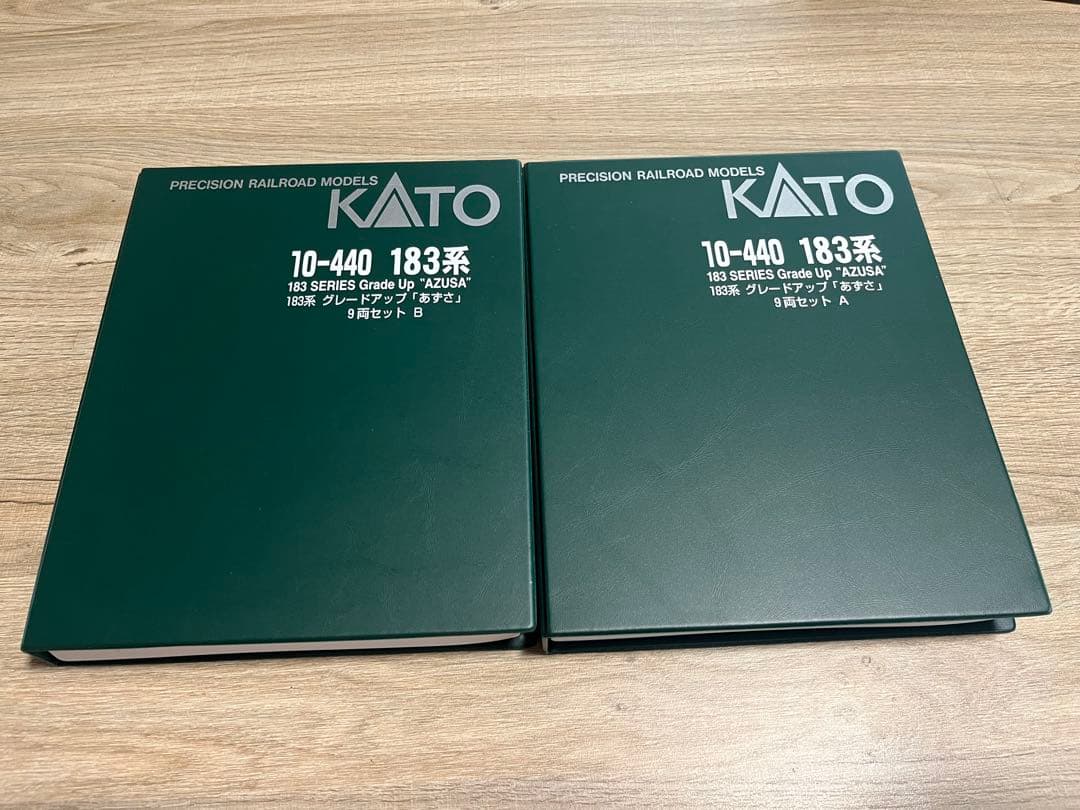 PRECISION RAILROAD MODELS
KATO
10-440 183系
183 SERIES Grade Up "AZUSA"
183系 グレードアップ「あずさ」
9両セット B
PRECISION RAILROAD MODELS
KATO
10-440 183系
183 SERIES Grade Up "AZUSA"
183系 グレードアップ「あずさ」
9両セット A